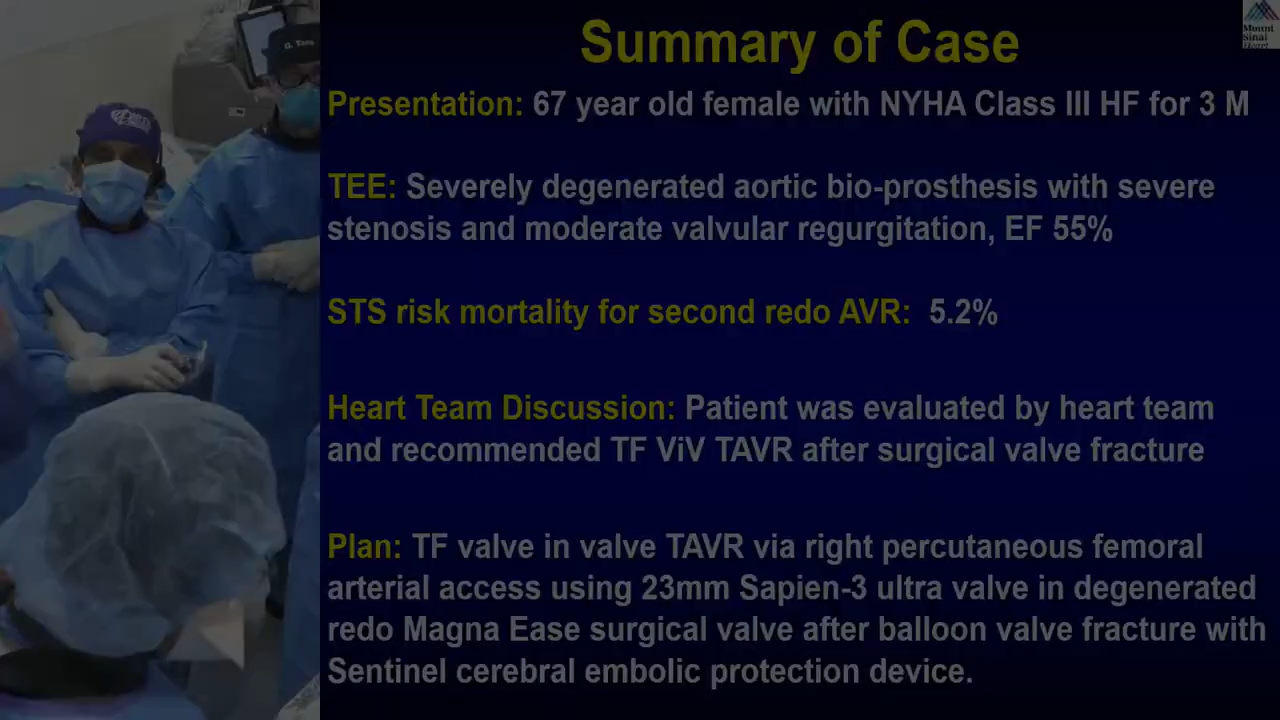 Summary of Case
Mount
Sinai
Heart
G. Tang
Presentation: 67 year old female with NYHA Class III HF for 3 M
TEE: Severely degenerated aortic bio-prosthesis with severe
stenosis and moderate valvular regurgitation, EF 55%
STS risk mortality for second redo AVR: 5.2%
Heart Team Discussion: Patient was evaluated by heart team
and recommended TF ViV TAVR after surgical valve fracture
Plan: TF valve in valve TAVR via right percutaneous femoral
arterial access using 23mm Sapien-3 ultra valve in degenerated
redo Magna Ease surgical valve after balloon valve fracture with
Sentinel cerebral embolic protection device.